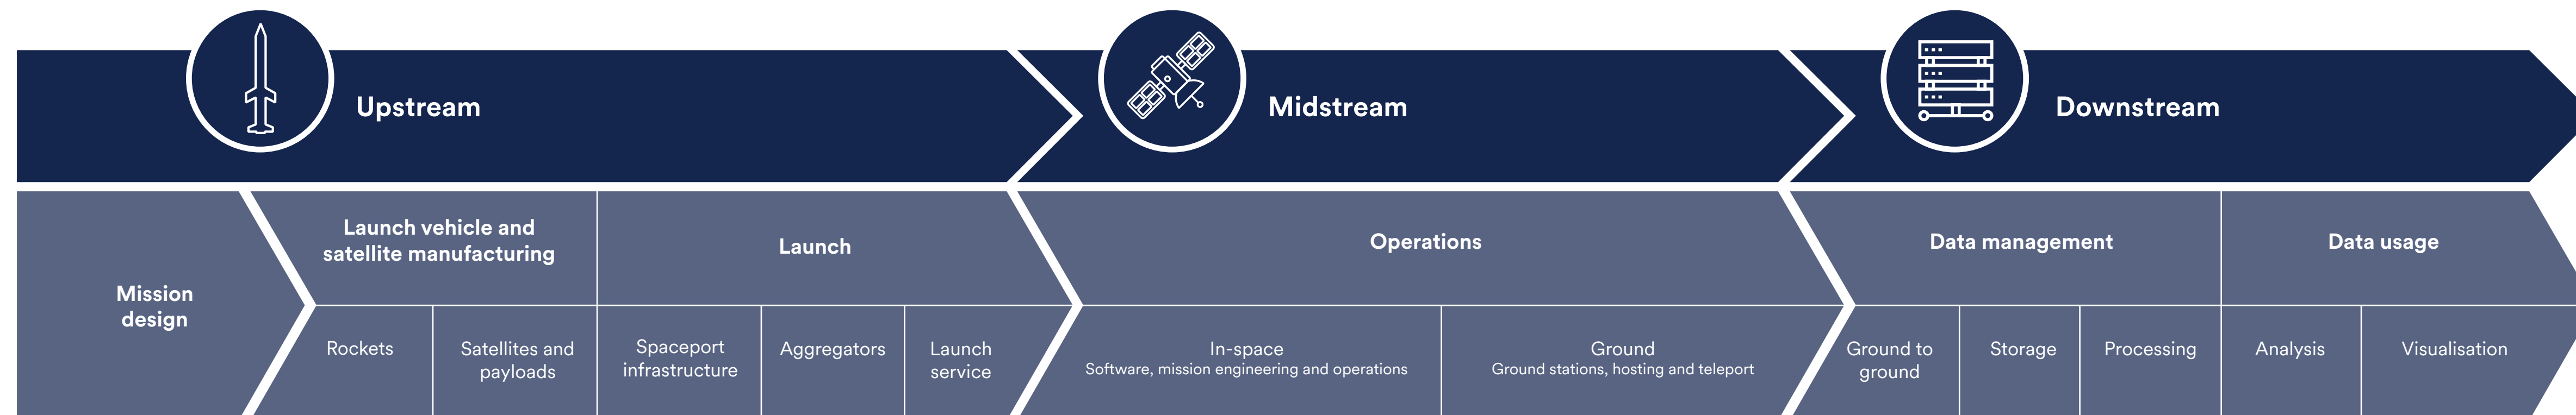 Upstream
Midstream
Downstream
Mission
design
Launch vehicle and
satellite manufacturing
Launch
Operations
Data management
Data usage
Rockets
Satellites and
payloads
Spaceport
infrastructure
Aggregators
Launch
service
In-space
Software, mission engineering and operations
Ground
Ground stations, hosting and teleport
Ground to
ground
Storage
Processing
Analysis
Visualisation